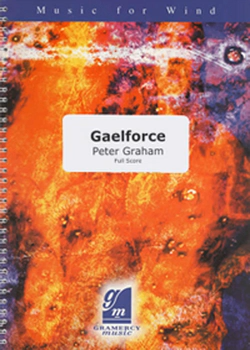 Music for Wind
Gaelforce
Peter Graham
Full Score
gm
GRAMERCY
music